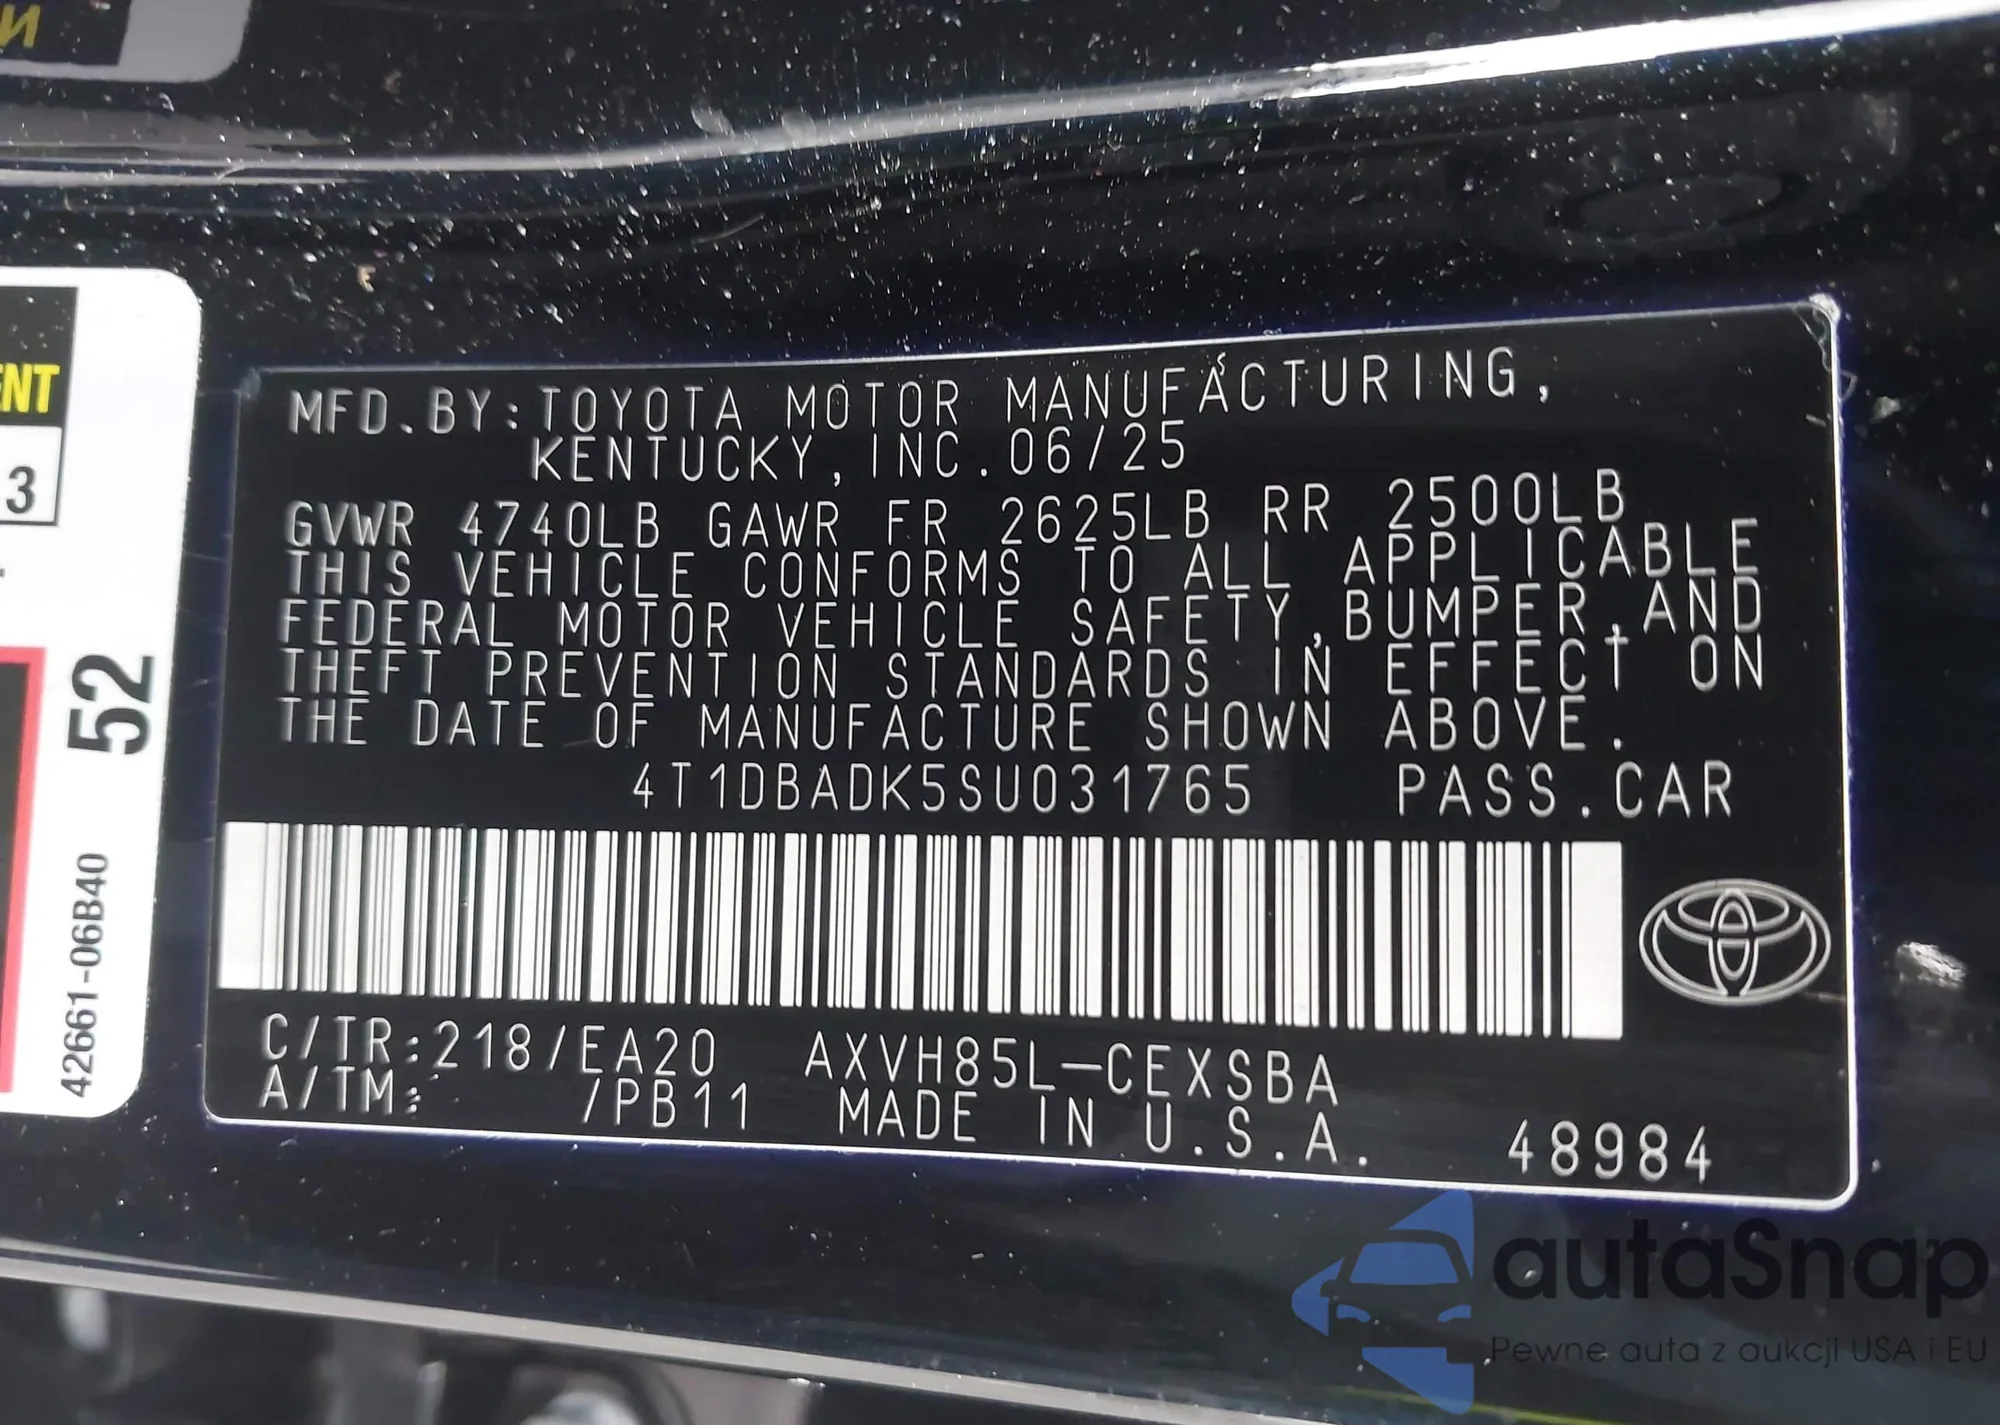 ENT
3
52
42661-06B40
MFD.BY:TOYOTA MOTOR MANUFACTURING,
KENTUCKY,INC.06/25
GVWR 4740LB GAWR FR 2625LB RR 2500LB
THIS VEHICLE CONFORMS TO ALL APPLICABLE
FEDERAL MOTOR VEHICLE SAFETY,BUMPER,AND
THEFT PREVENTION STANDARDS IN EFFECT ON
THE DATE OF MANUFACTURE SHOWN ABOVE.
4T1DBADK5SU031765 PASS.CAR
C/TR:218/EA20 AXVH85L-CEXSBA
A/TM: /PB11 MADE IN U.S.A. 48984
autaSnap
Pewne auta z aukcji USA i EU